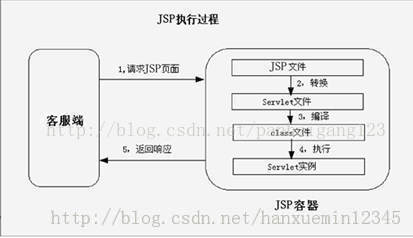 JSP执行过程
1,请求JSP页面
JSP文件
2，转换
Servlet文件
客服端
3，编译
class文件
4，执行
5，返回响应
Servlet实例
JSP容器
http://blog.csdn.net/hanxuemin12345